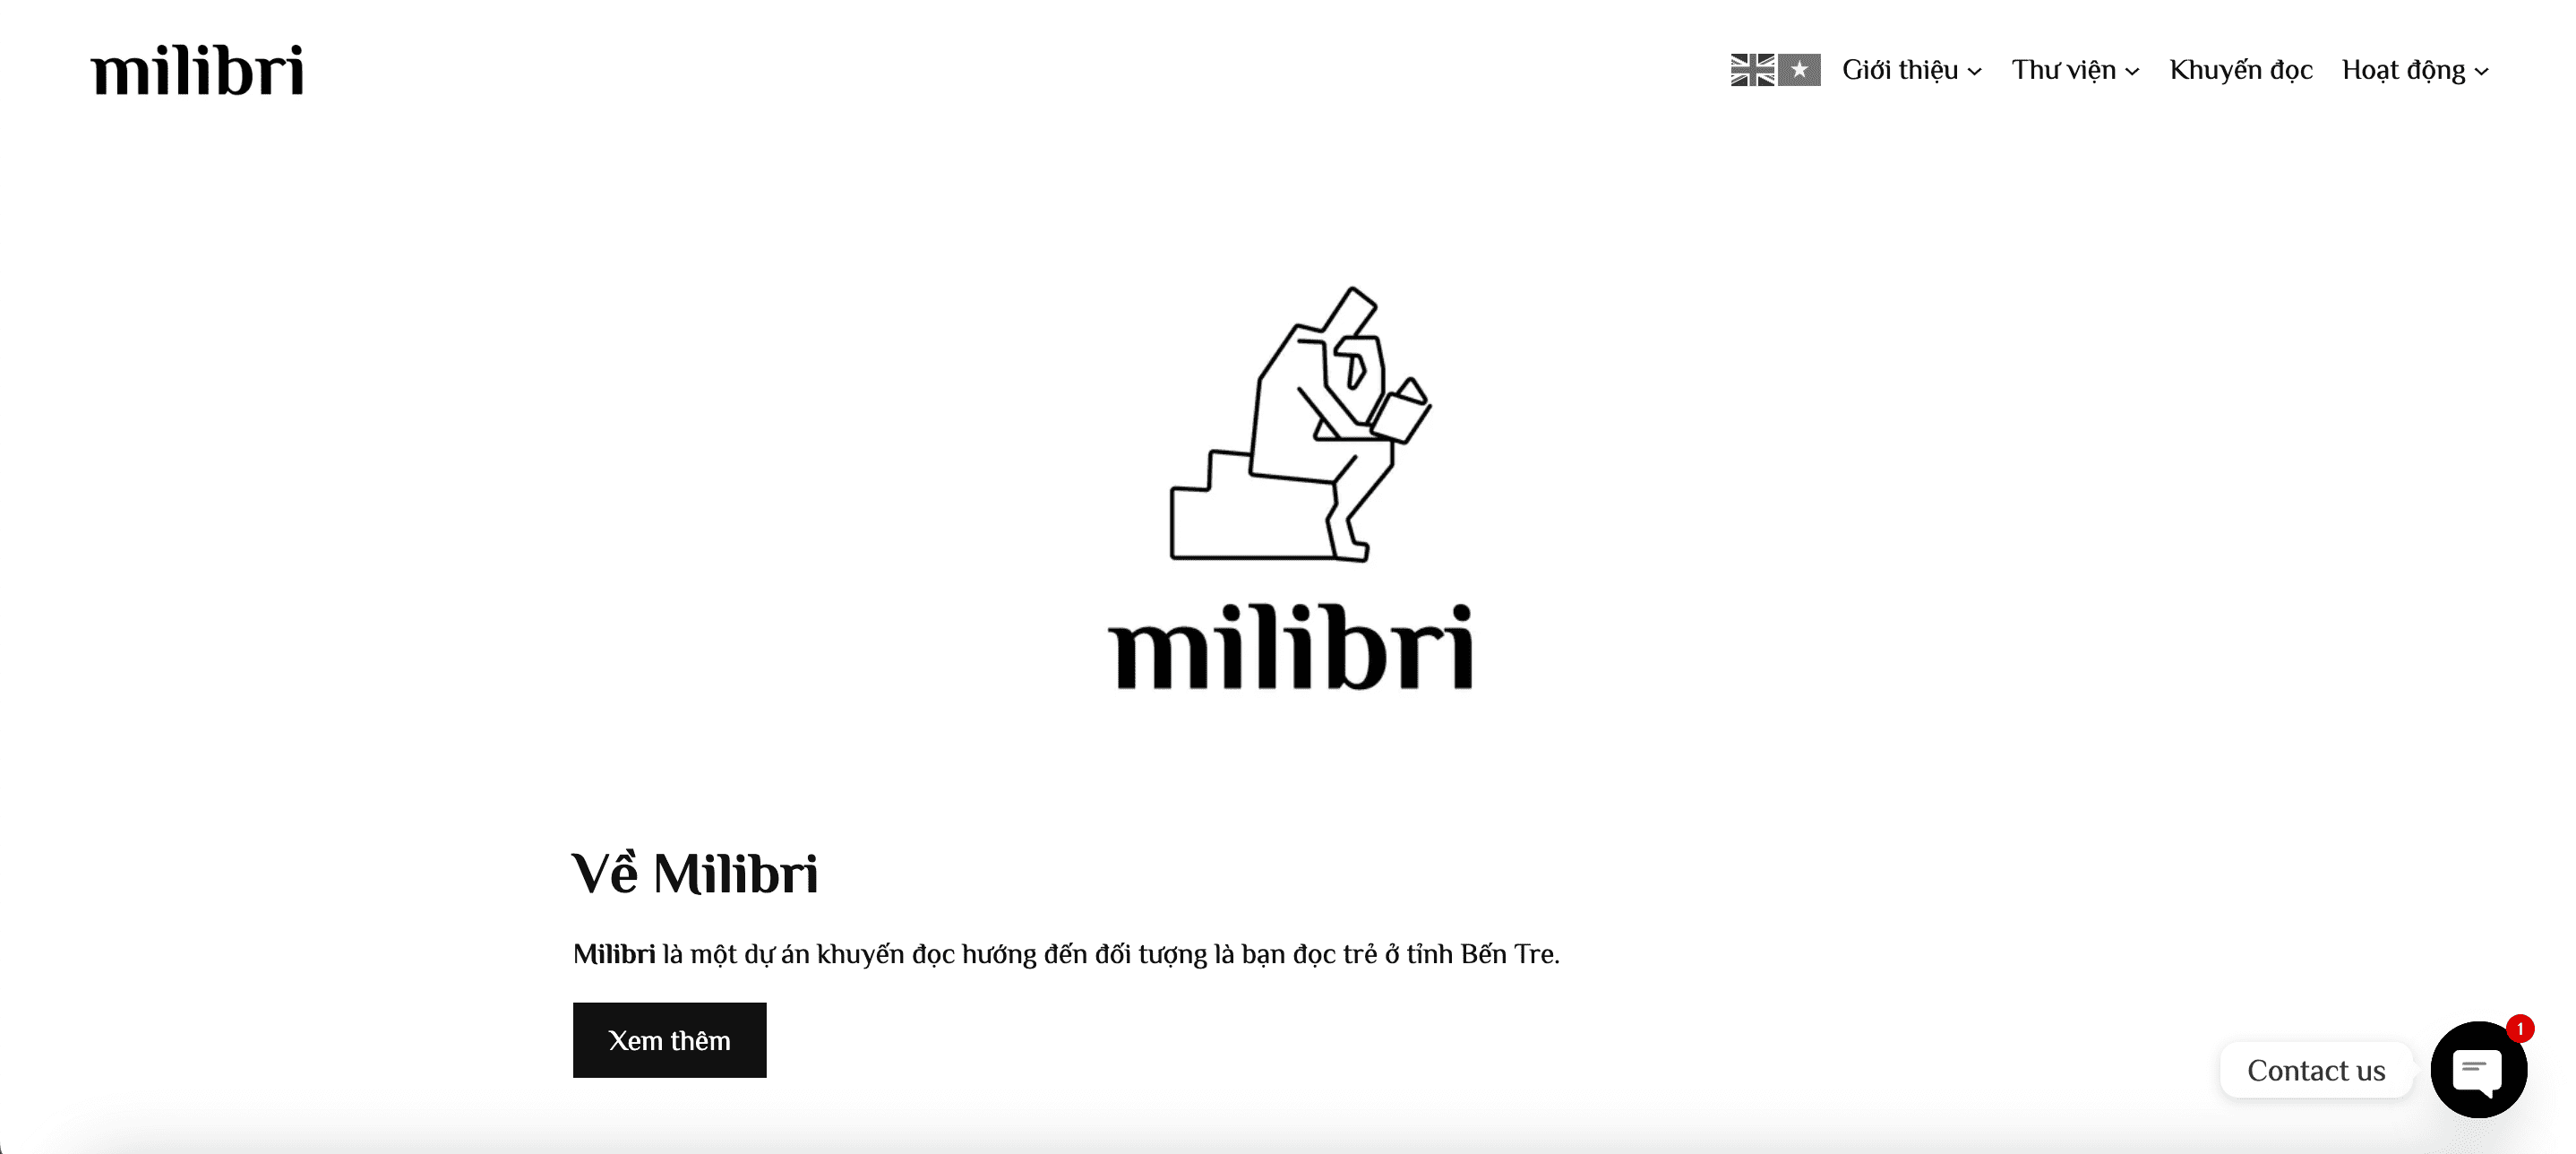 milibri
Giới thiệu Thư viện Khuyến đọc Hoạt động
milibri
Về Milibri
Milibri là một dự án khuyến đọc hướng đến đối tượng là bạn đọc trẻ ở tỉnh Bến Tre.
Xem thêm
1
Contact us